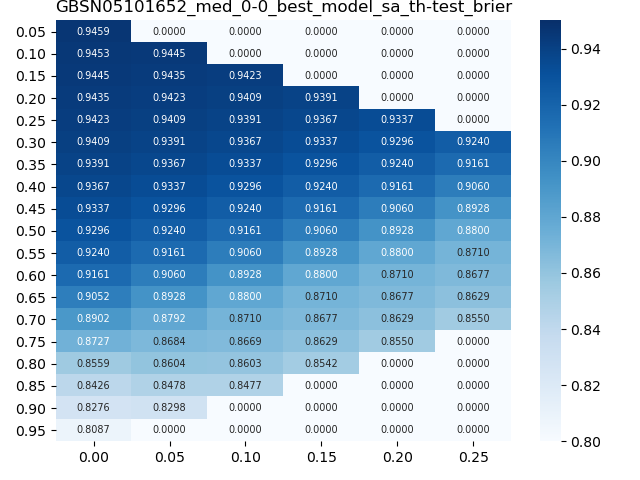 GBSN05101652_med_0-0_best_model_sa_th-test_brier
0.05 0.9459 0.0000 0.0000 0.0000 0.0000 0.0000
0.10 0.9453 0.9445 0.0000 0.0000 0.0000 0.0000
0.15 0.9445 0.9435 0.9423 0.0000 0.0000 0.0000
0.20 0.9435 0.9423 0.9409 0.9391 0.0000 0.0000
0.25 0.9423 0.9409 0.9391 0.9367 0.9337 0.0000
0.30 0.9409 0.9391 0.9367 0.9337 0.9296 0.9240
0.35 0.9391 0.9367 0.9337 0.9296 0.9240 0.9161
0.40 0.9367 0.9337 0.9296 0.9240 0.9161 0.9060
0.45 0.9337 0.9296 0.9240 0.9161 0.9060 0.8928
0.50 0.9296 0.9240 0.9161 0.9060 0.8928 0.8800
0.55 0.9240 0.9161 0.9060 0.8928 0.8800 0.8710
0.60 0.9161 0.9060 0.8928 0.8800 0.8710 0.8677
0.65 0.9052 0.8928 0.8800 0.8710 0.8677 0.8629
0.70 0.8902 0.8792 0.8710 0.8677 0.8629 0.8550
0.75 0.8727 0.8684 0.8669 0.8629 0.8550 0.0000
0.80 0.8559 0.8604 0.8603 0.8542 0.0000 0.0000
0.85 0.8426 0.8478 0.8477 0.0000 0.0000 0.0000
0.90 0.8276 0.8298 0.0000 0.0000 0.0000 0.0000
0.95 0.8087 0.0000 0.0000 0.0000 0.0000 0.0000
0.00 0.05 0.10 0.15 0.20 0.25
0.94
0.92
0.90
0.88
0.86
0.84
0.82
0.80